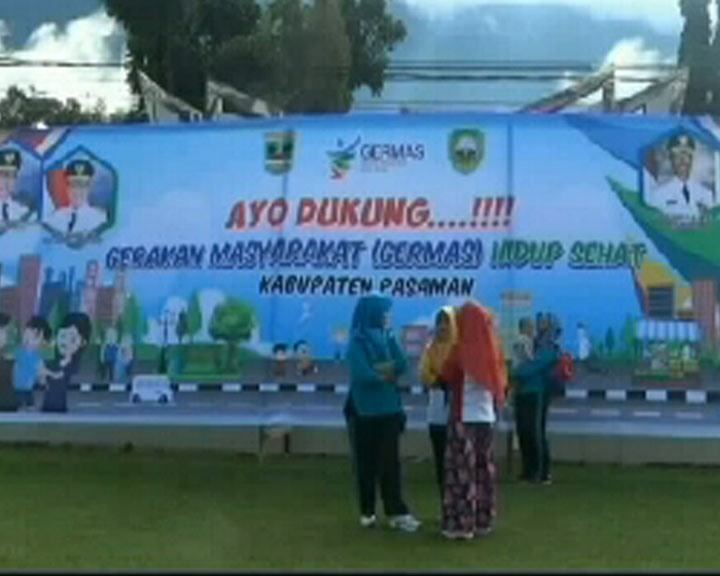 GERMAS
AYO DUKUNG....!!!!
GERAKAN MASYARAKAT (GERMAS) HIDUP SEHAT
KABUPATEN PASAMAN